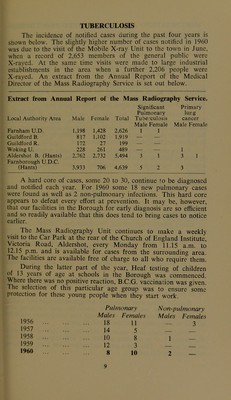 TUBERCULOSIS
The incidence of notified cases during the past four years is
shown below. The slightly higher number of cases notified in 1960
was due to the visit of the Mobile X-ray Unit to the town in June,
when a record of 2,653 members of the general public were
X-rayed. At the same time visits were made to large industrial
establishments in the area when a further 2,206 people were
X-rayed. An extract from the Annual Report of the Medical
Director of the Mass Radiography Service is set out below.
Extract from Annual Report of the Mass Radiography Service.
Significant Primary
Pulmonary lung
Local Authority Area Male Female Total Tuberculosis cancer
Male Female Male Female
Farnham U.D. 1,198 1,428 2,626 1 1 — —
Guildford B. 817 1,102 1,919 — — — —
Guildford R. 172 27 199 — — — —
Woking U. 228 261 489 — — 1 —
Aldershot B. (Hants) 2,762 2,732 5,494 3 1 3 1
Farnborough U.D.C.
(Hants) 3,933 706 4,639 5 2 5 —
A hard core of cases, some 20 to 30, continue to be diagnosed
and notified each year. For 1960 some 18 new pulmonary cases
were found as well as 2 non-pulmonary infections. This hard core
appears to defeat every effort at prevention. It may be, however,
that our facilities in the Borough for early diagnosis are so efficient
and so readily available that this does tend to bring cases to notice
earlier.
The Mass Radiography Unit continues to make a weekly
visit to the Car Park at the rear of the Church of England Institute,
Victoria Road, Aldershot, every Monday from 11.15 a.m. to
12.15 p.m. and is available for cases from the surrounding area.
The facilities are available free of charge to all who require them.
During the latter part of the year, Heaf testing of children
of 13 years of age at schools in the Borough was commenced.
Where there was no positive reaction, B.C.G. vaccination was given.
The selection of this particular age group was to ensure some
protection for these young people when they start work.
Pulmonary Non-pulmonary
Males Females Males Females
1956 18 11 — 3
1957 14 5 — —
1958 10 8 1 —
1959 12 3 — —
1960 8 10 2 —
9